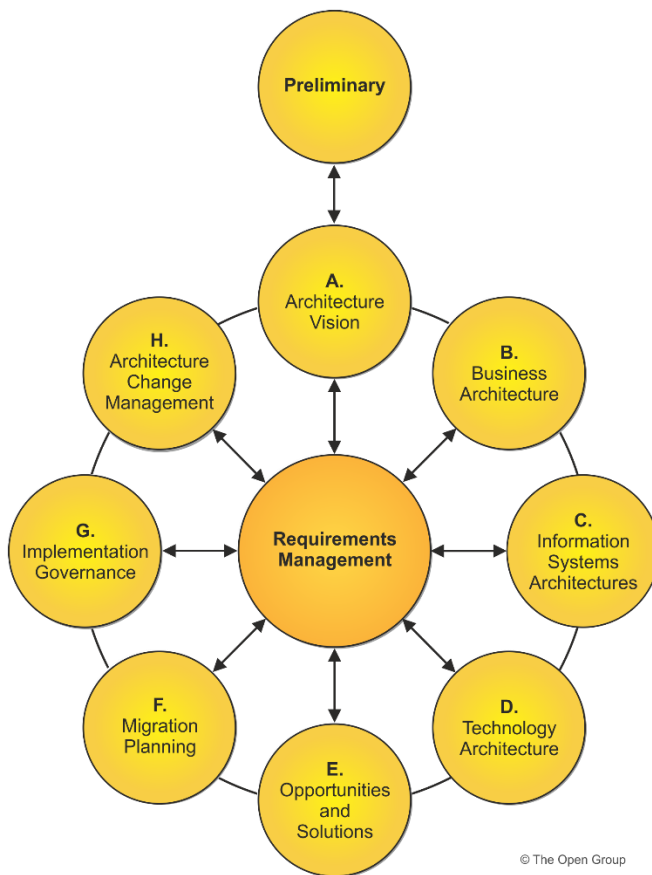 Preliminary
A.
Architecture
Vision
H.
Architecture
Change
Management
B.
Business
Architecture
Requirements
Management
G.
Implementation
Governance
C.
Information
Systems
Architectures
F.
Migration
Planning
D.
Technology
Architecture
E.
Opportunities
and
Solutions
© The Open Group